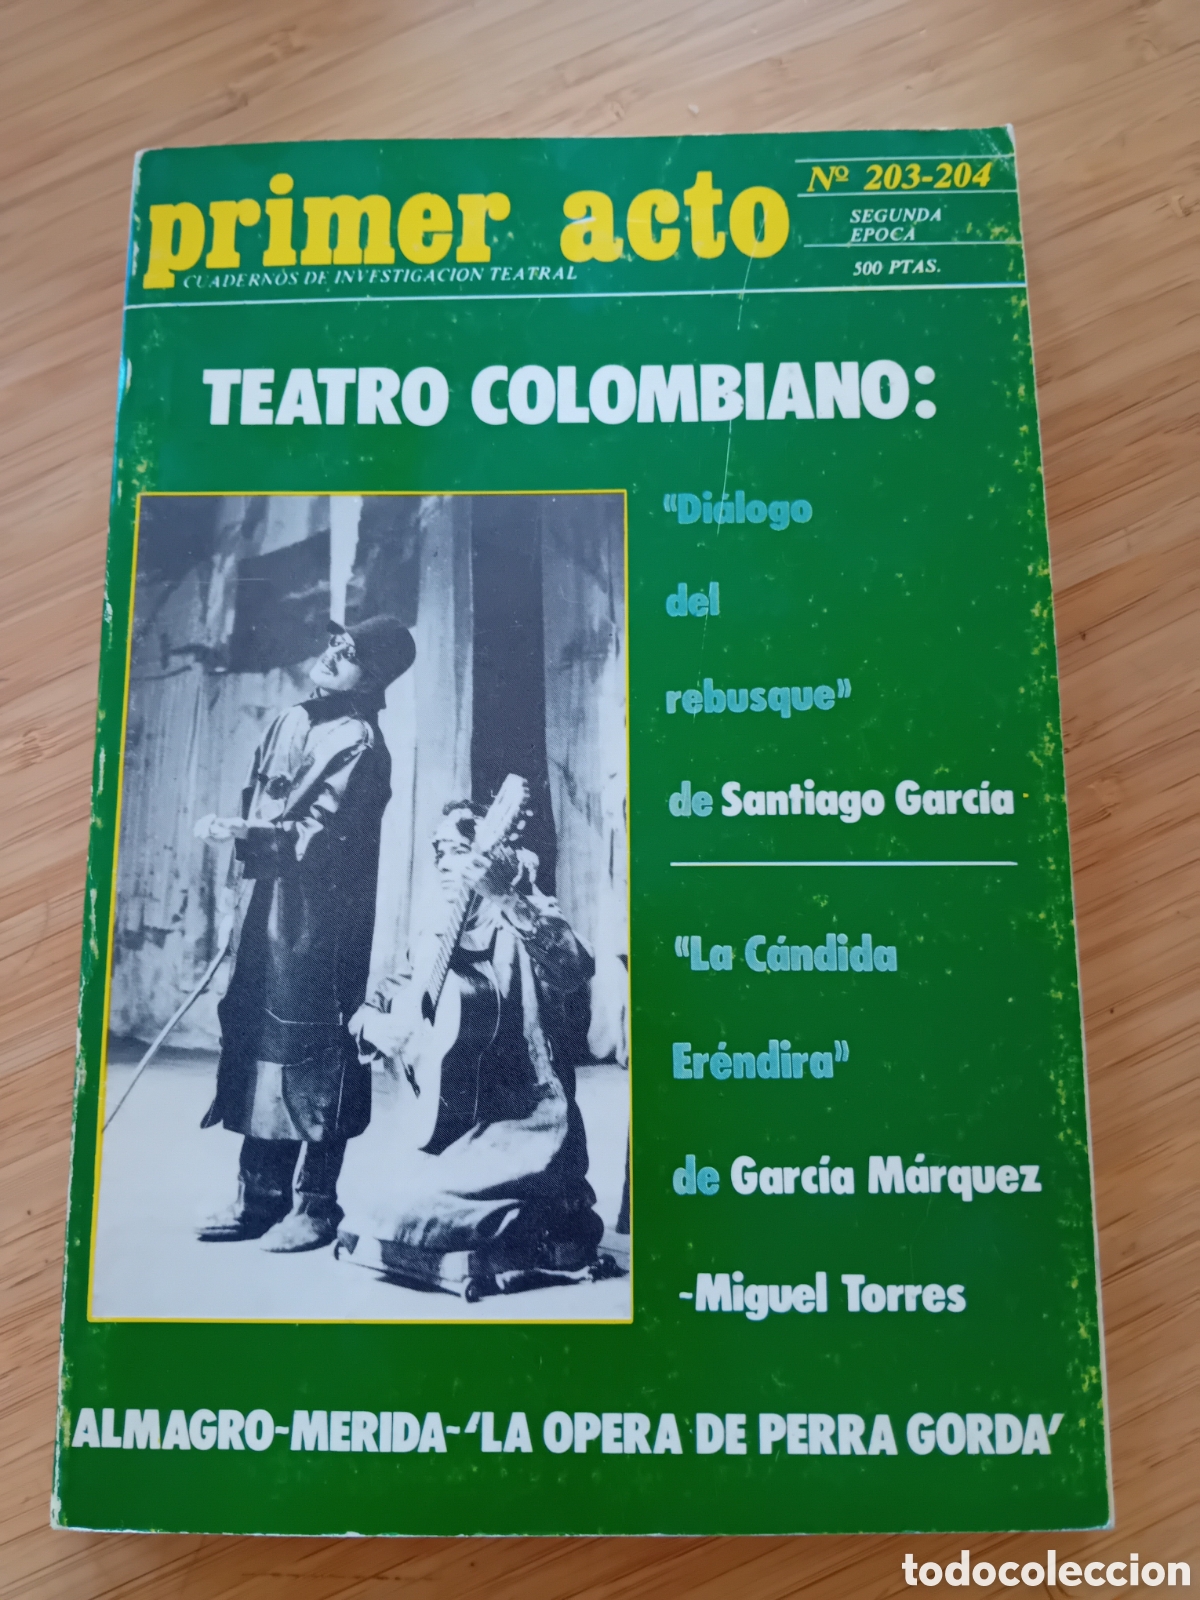 primer acto
CUADERNOS DE INVESTIGACION TEATRAL
Nº 203-204
SEGUNDA
EPOCA
500 PTAS.
TEATRO COLOMBIANO:
“Diálogo
del
rebusque”
de Santiago García
“La Cándida
Eréndira”
de García Márquez
-Miguel Torres
ALMAGRO-MERIDA-‘LA OPERA DE PERRA GORDA’
todocoleccion